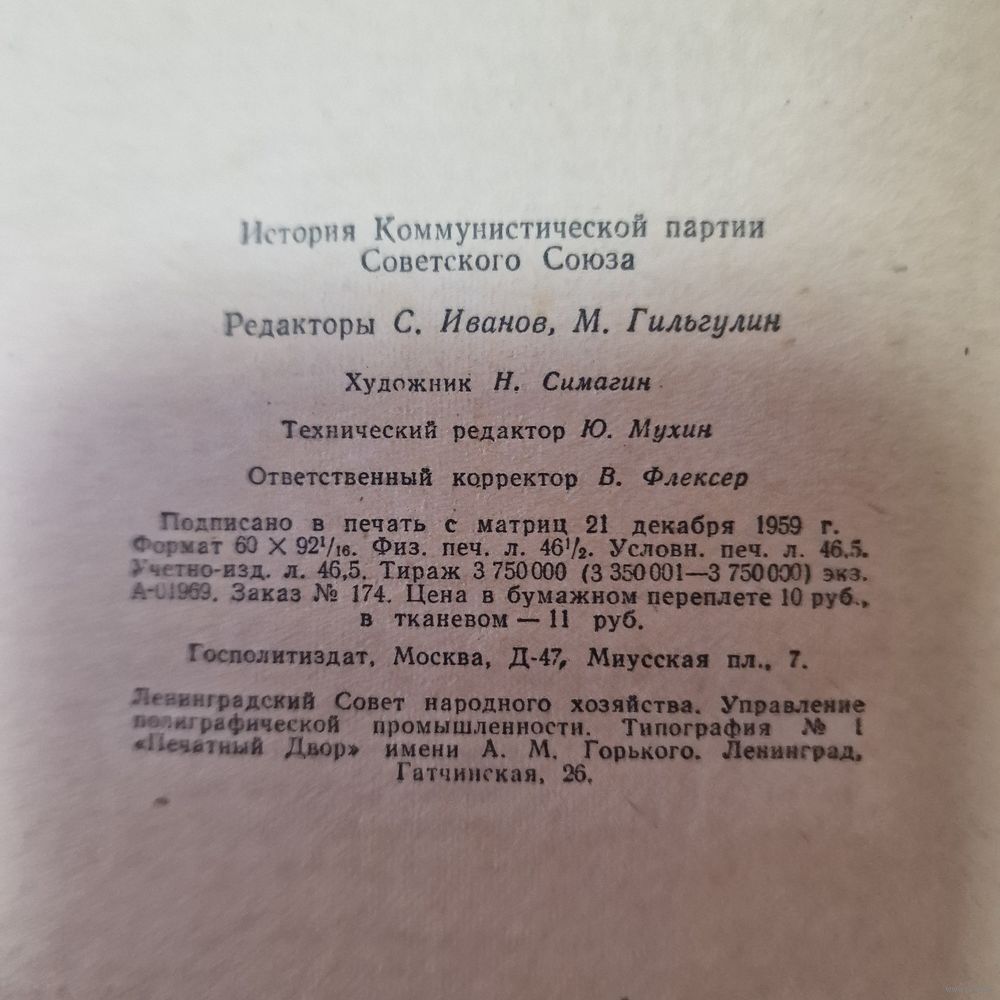 История Коммунистической партии
Советского Союза
Редакторы С. Иванов, М. Гильгулин
Художник Н. Симагин
Технический редактор Ю. Мухин
Ответственный корректор В. Флексер
Подписано в печать с матриц 21 декабря 1959 г.
Формат 60 × 92¹/₁₆. Физ. печ. л. 46¹/₂. Условн. печ. л. 46,5.
Учетно-изд. л. 46,5. Тираж 3 750 000 (3 350 001—3 750 000) экз.
А-01969. Заказ № 174. Цена в бумажном переплете 10 руб.,
в тканевом — 11 руб.
Госполитиздат, Москва, Д-47, Миусская пл., 7.
Ленинградский Совет народного хозяйства. Управление
полиграфической промышленности. Типография № 1
«Печатный Двор» имени А. М. Горького. Ленинград,
Гатчинская, 26.